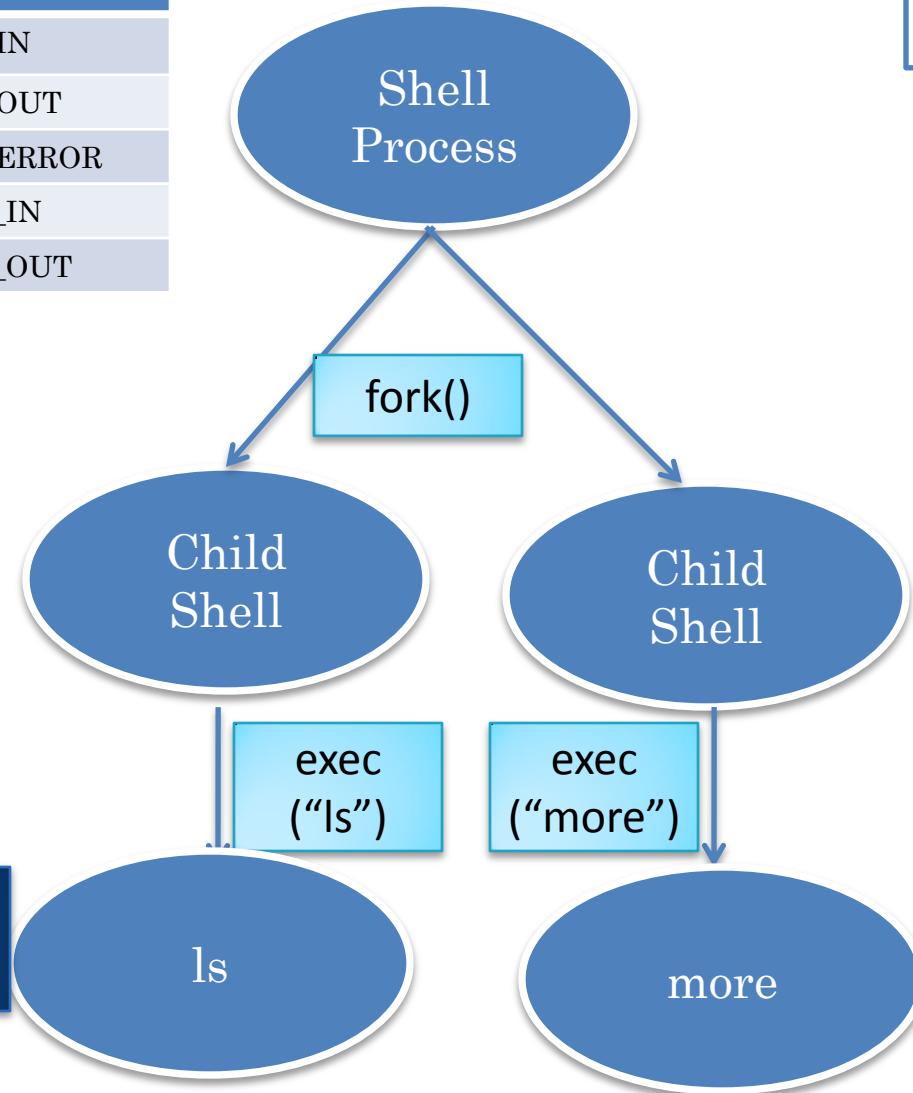 IN
OUT
ERROR
_IN
_OUT
Shell
Process
fork()
Child
Shell
Child
Shell
exec
(“ls”)
exec
(“more”)
ls
more